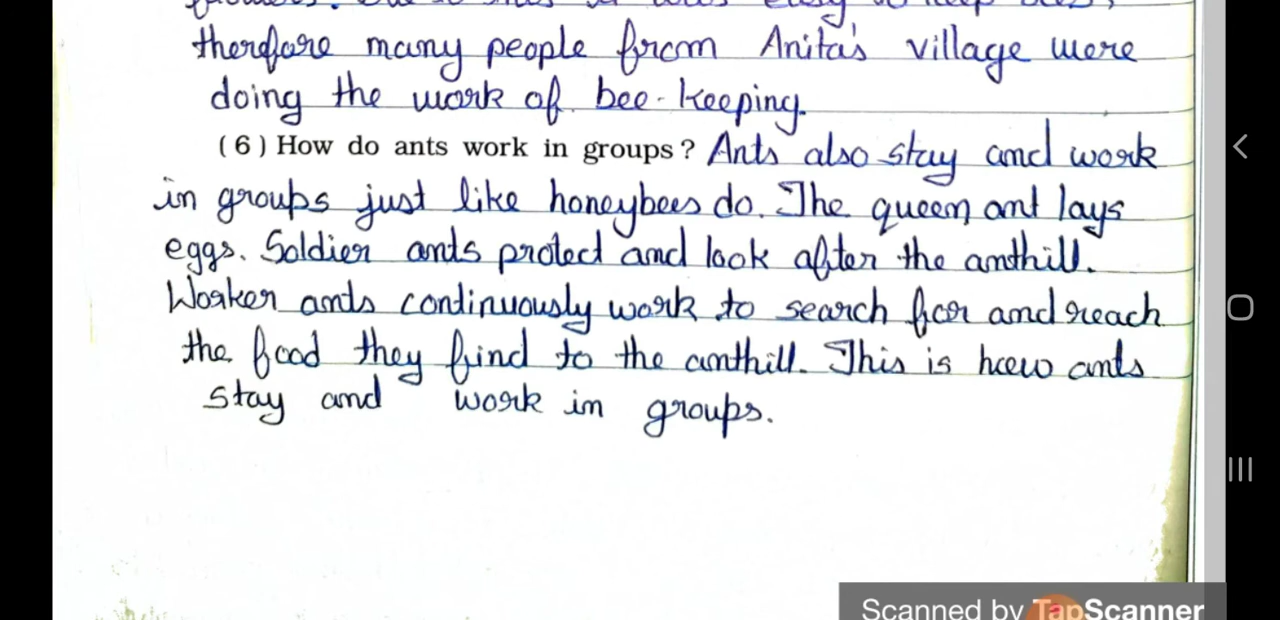 therefore many people from Anita's village were
doing the work of bee-keeping.
(6) How do ants work in groups? Ants also stay and work
in groups just like honeybees do. The queen ant lays
eggs. Soldier ants protect and look after the anthill.
Worker ants continuously work to search for and reach
the food they find to the anthill. This is how ants
stay and work in groups.
Scanned by TapScanner